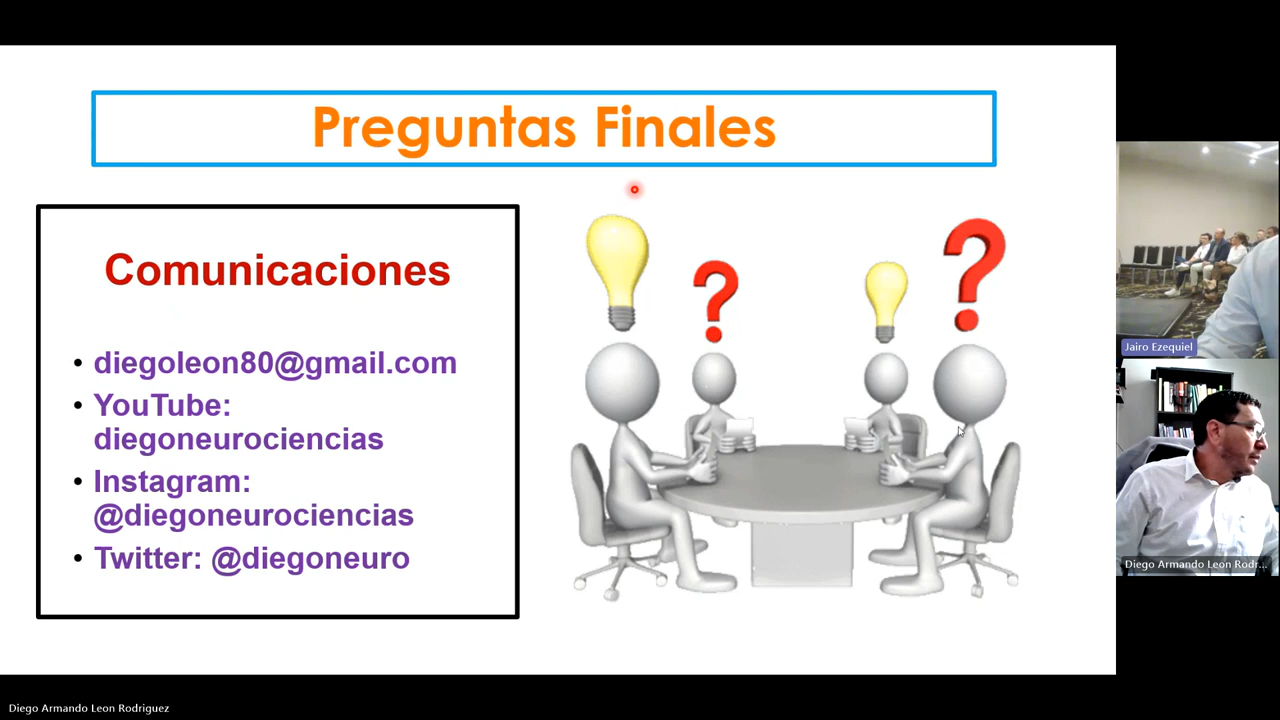 Preguntas Finales
Comunicaciones
• diegoleon80@gmail.com
• YouTube:
diegoneurociencias
• Instagram:
@diegoneurociencias
• Twitter: @diegoneuro
Jairo Ezequiel
Diego Armando Leon Rodr...
Diego Armando Leon Rodriguez